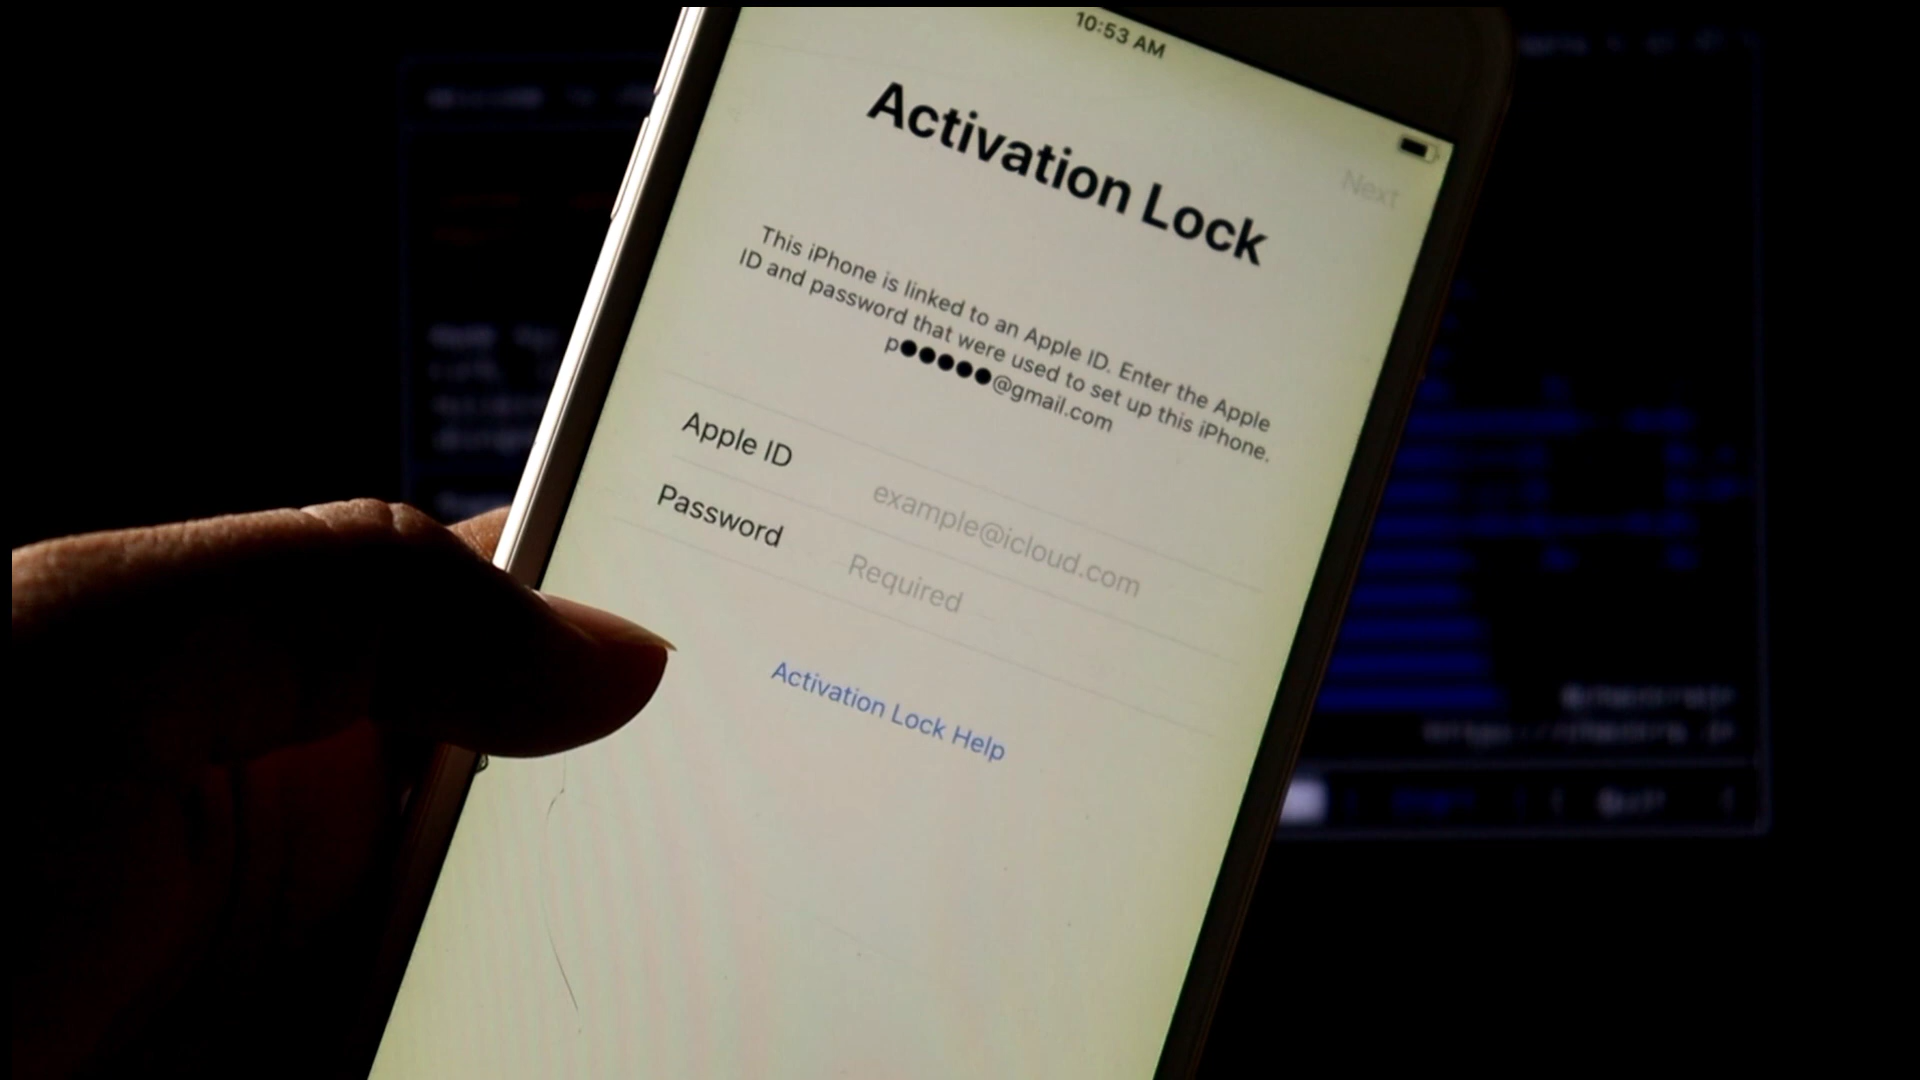 10:53 AM
Next
Activation Lock
This iPhone is linked to an Apple ID. Enter the Apple
ID and password that were used to set up this iPhone.
p●●●●●@gmail.com
Apple ID example@icloud.com
Password Required
Activation Lock Help
Quit